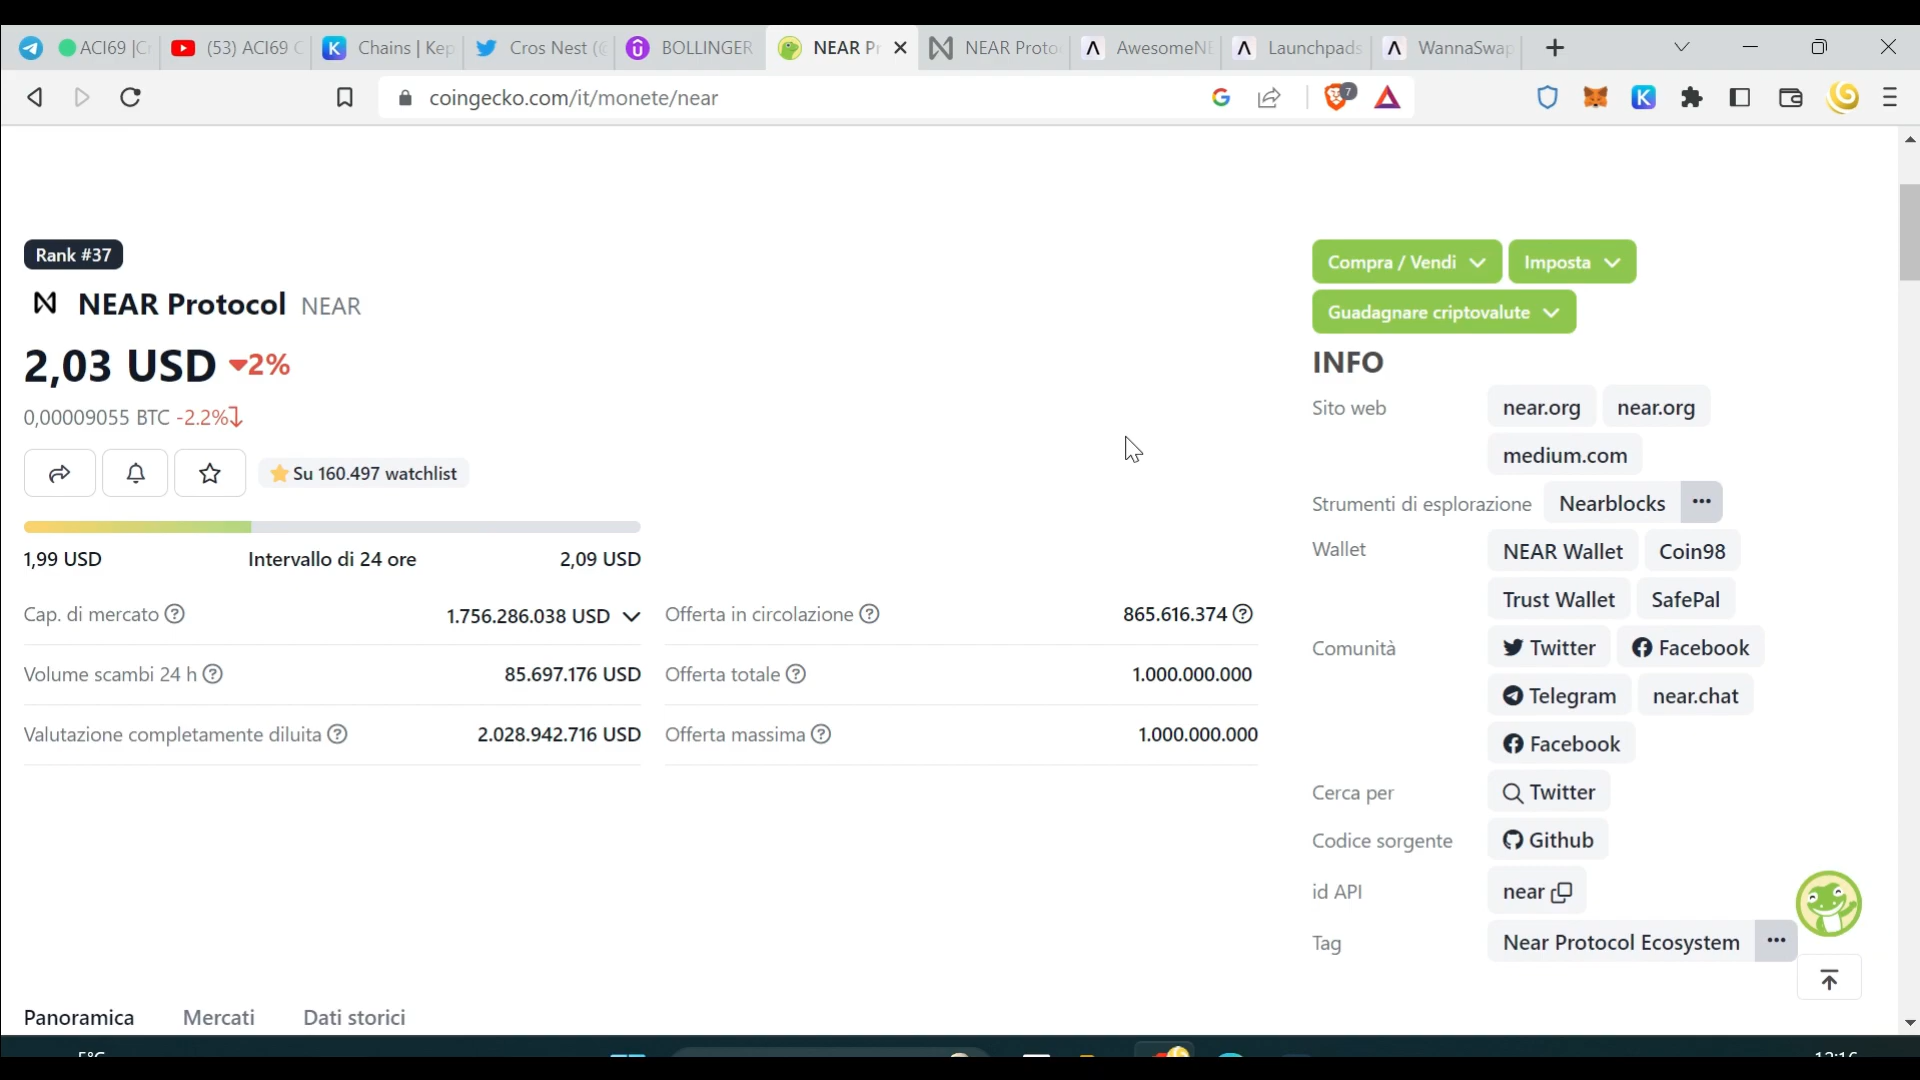 ACI69 |C
(53) ACI69 C
Chains | Kep
Cros Nest (@
BOLLINGER
NEAR Pr
NEAR Proto
AwesomeNE
Launchpads
WannaSwap
coingecko.com/it/monete/near
7
Rank #37
NEAR Protocol NEAR
2,03 USD 2%
0,00009055 BTC -2.2%
Su 160.497 watchlist
1,99 USD Intervallo di 24 ore 2,09 USD
Cap. di mercato 1.756.286.038 USD
Volume scambi 24 h 85.697.176 USD
Valutazione completamente diluita 2.028.942.716 USD
Offerta in circolazione 865.616.374
Offerta totale 1.000.000.000
Offerta massima 1.000.000.000
Compra / Vendi Imposta
Guadagnare criptovalute
INFO
Sito web near.org near.org
medium.com
Strumenti di esplorazione Nearblocks ...
Wallet NEAR Wallet Coin98
Trust Wallet SafePal
Comunità Twitter Facebook
Telegram near.chat
Facebook
Cerca per Twitter
Codice sorgente Github
id API near
Tag Near Protocol Ecosystem ...
Panoramica Mercati Dati storici